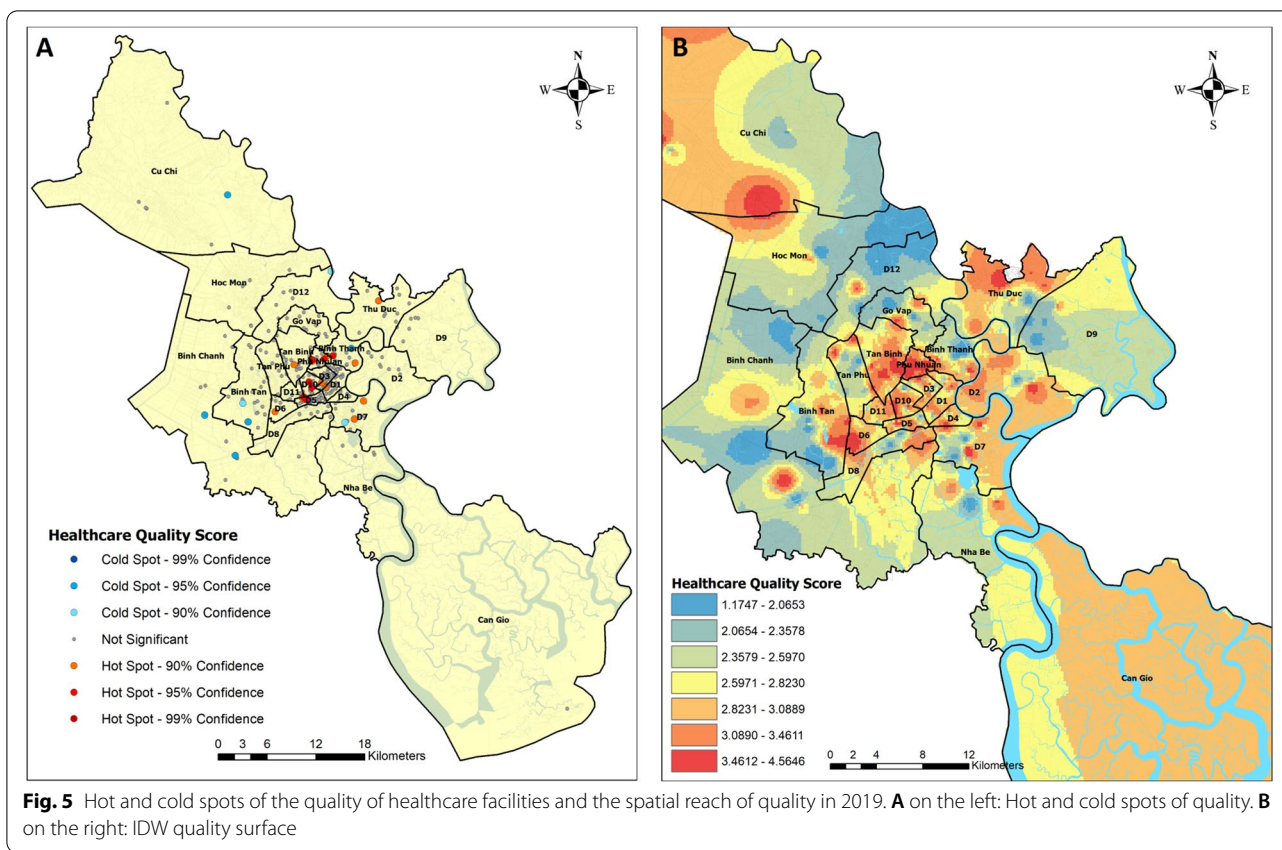 A
N
W
E
S
Cu Chi
Hoc Mon
D12
Thu Duc
Go Vap
D9
Binh Chanh
Tan Binh
Binh Thanh
Phu Nhuan
Tan Phu
D3
D2
D10
D1
D11
Binh Tan
D5
D4
D6
D7
D8
Nha Be
Can Gio
Healthcare Quality Score
Cold Spot - 99% Confidence
Cold Spot - 95% Confidence
Cold Spot - 90% Confidence
Not Significant
Hot Spot - 90% Confidence
Hot Spot - 95% Confidence
Hot Spot - 99% Confidence
0 3 6 12 18
Kilometers
B
N
W
E
S
Cu Chi
Hoc Mon
D12
Thu Duc
Go Vap
D9
Binh Thanh
Tan Binh
Binh Chanh
Phu Nhuan
Tan Phu
D3
D2
D10
D1
Binh Tan
D11
D4
D5
D6
D7
D8
Nha Be
Can Gio
Healthcare Quality Score
1.1747 - 2.0653
2.0654 - 2.3578
2.3579 - 2.5970
2.5971 - 2.8230
2.8231 - 3.0889
3.0890 - 3.4611
3.4612 - 4.5646
0 2 4 8 12
Kilometers
Fig. 5 Hot and cold spots of the quality of healthcare facilities and the spatial reach of quality in 2019. A on the left: Hot and cold spots of quality. B
on the right: IDW quality surface